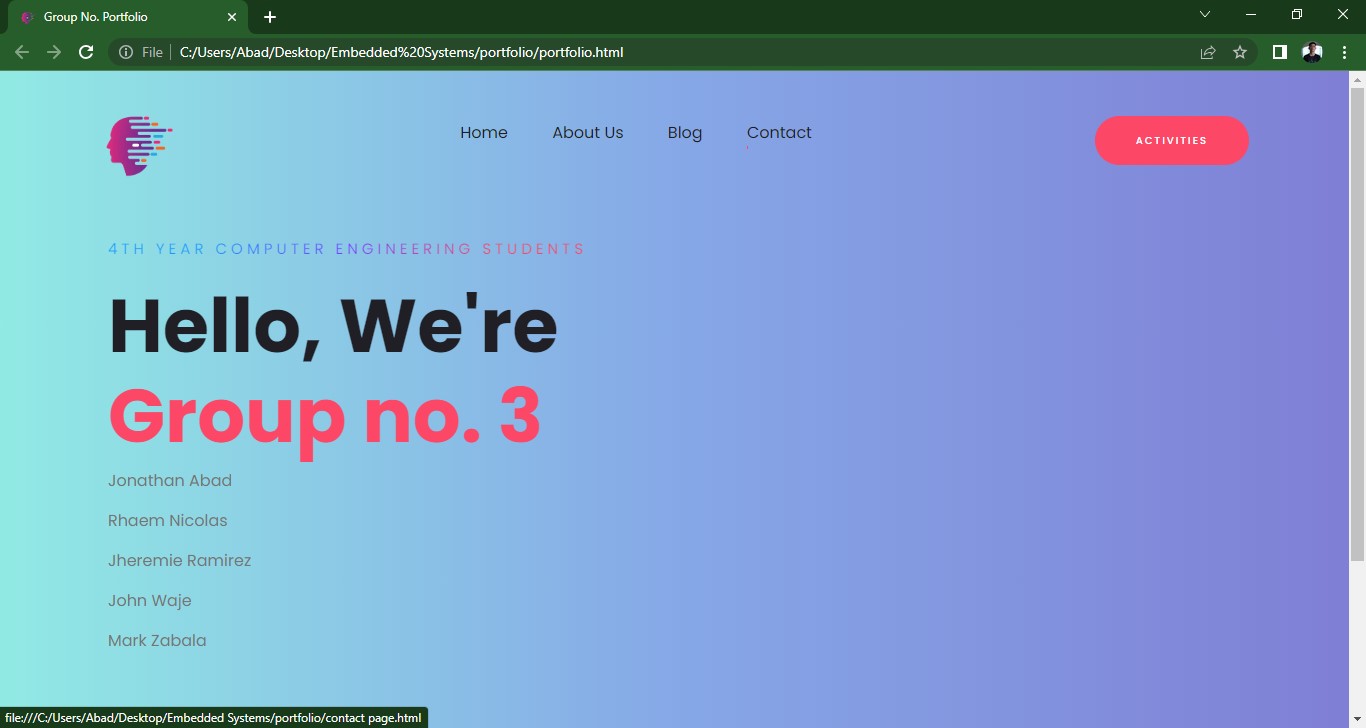 Group No. Portfolio
File C:/Users/Abad/Desktop/Embedded%20Systems/portfolio/portfolio.html
Home About Us Blog Contact
ACTIVITIES
4TH YEAR COMPUTER ENGINEERING STUDENTS
Hello, We're
Group no. 3
Jonathan Abad
Rhaem Nicolas
Jheremie Ramirez
John Waje
Mark Zabala
file:///C:/Users/Abad/Desktop/Embedded Systems/portfolio/contact page.html